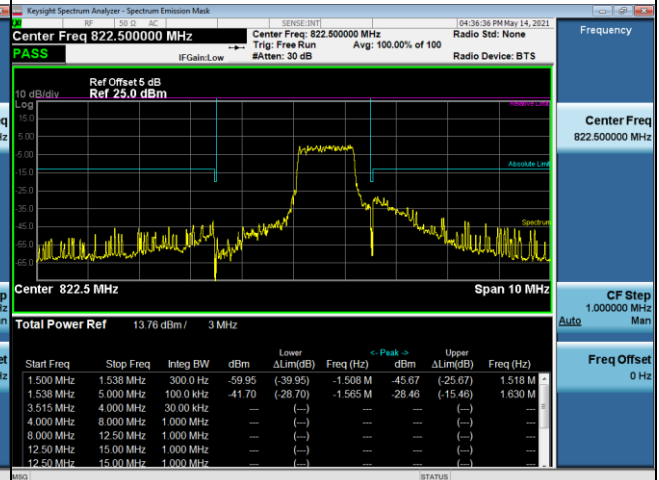 Keysight Spectrum Analyzer - Spectrum Emission Mask
RF 50 Ω AC SENSE:INT 04:36:36 PM May 14, 2021
Center Freq 822.500000 MHz Center Freq: 822.500000 MHz Radio Std: None
Trig: Free Run Avg: 100.00% of 100
PASS IFGain:Low #Atten: 30 dB Radio Device: BTS
Frequency
Ref Offset 5 dB
10 dB/div Ref 25.0 dBm
Log
Relative Limit
15.0
5.00
-5.00
Absolute Limit
-15.0
-25.0
-35.0
Spectrum
-45.0
-55.0
-65.0
Center 822.5 MHz Span 10 MHz
Center Freq
822.500000 MHz
CF Step
1.000000 MHz
Auto Man
Freq Offset
0 Hz
Total Power Ref 13.76 dBm / 3 MHz
Lower <- Peak -> Upper
Start Freq Stop Freq Integ BW dBm ΔLim(dB) Freq (Hz) dBm ΔLim(dB) Freq (Hz)
1.500 MHz 1.538 MHz 300.0 Hz -59.95 (-39.95) -1.508 M -45.67 (-25.67) 1.518 M
1.538 MHz 5.000 MHz 100.0 kHz -41.70 (-28.70) -1.565 M -28.46 (-15.46) 1.630 M
3.515 MHz 4.000 MHz 30.00 kHz --- (---) --- --- (---) ---
4.000 MHz 8.000 MHz 1.000 MHz --- (---) --- --- (---) ---
8.000 MHz 12.50 MHz 1.000 MHz --- (---) --- --- (---) ---
12.50 MHz 15.00 MHz 1.000 MHz --- (---) --- --- (---) ---
12.50 MHz 15.00 MHz 1.000 MHz --- (---) --- --- (---) ---
MSG STATUS